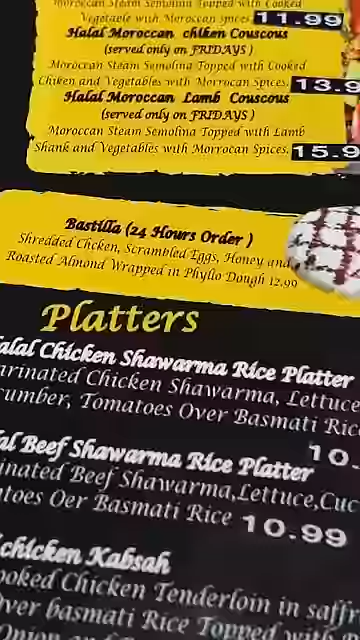 Moroccan Steam Semolina Topped with Cooked
Vegetable with Moroccan Spices. 11.99
Halal Moroccan chiken Couscous
(served only on FRIDAYS )
Moroccan Steam Semolina Topped with Cooked
Chiken and Vegetables with Morrocan Spices. 13.9
Halal Moroccan Lamb Couscous
(served only on FRIDAYS )
Moroccan Steam Semolina Topped with Lamb
Shank and Vegetables with Morrocan Spices. 15.9
Bastilla (24 Hours Order )
Shredded Chcken, Scrambled Eggs, Honey and
Roasted Almond Wrapped in Phyllo Dough 12.99
Platters
alal Chicken Shawarma Rice Platter
arinated Chicken Shawarma, Lettuce
cumber, Tomatoes Over Basmati Rice
10.
al Beef Shawarma Rice Platter
inated Beef Shawarma,Lettuce,Cuc
atoes Oer Basmati Rice 10.99
chicken Kabsah
ooked Chicken Tenderloin in saffr
Over basmati Rice Topped with
Onion and